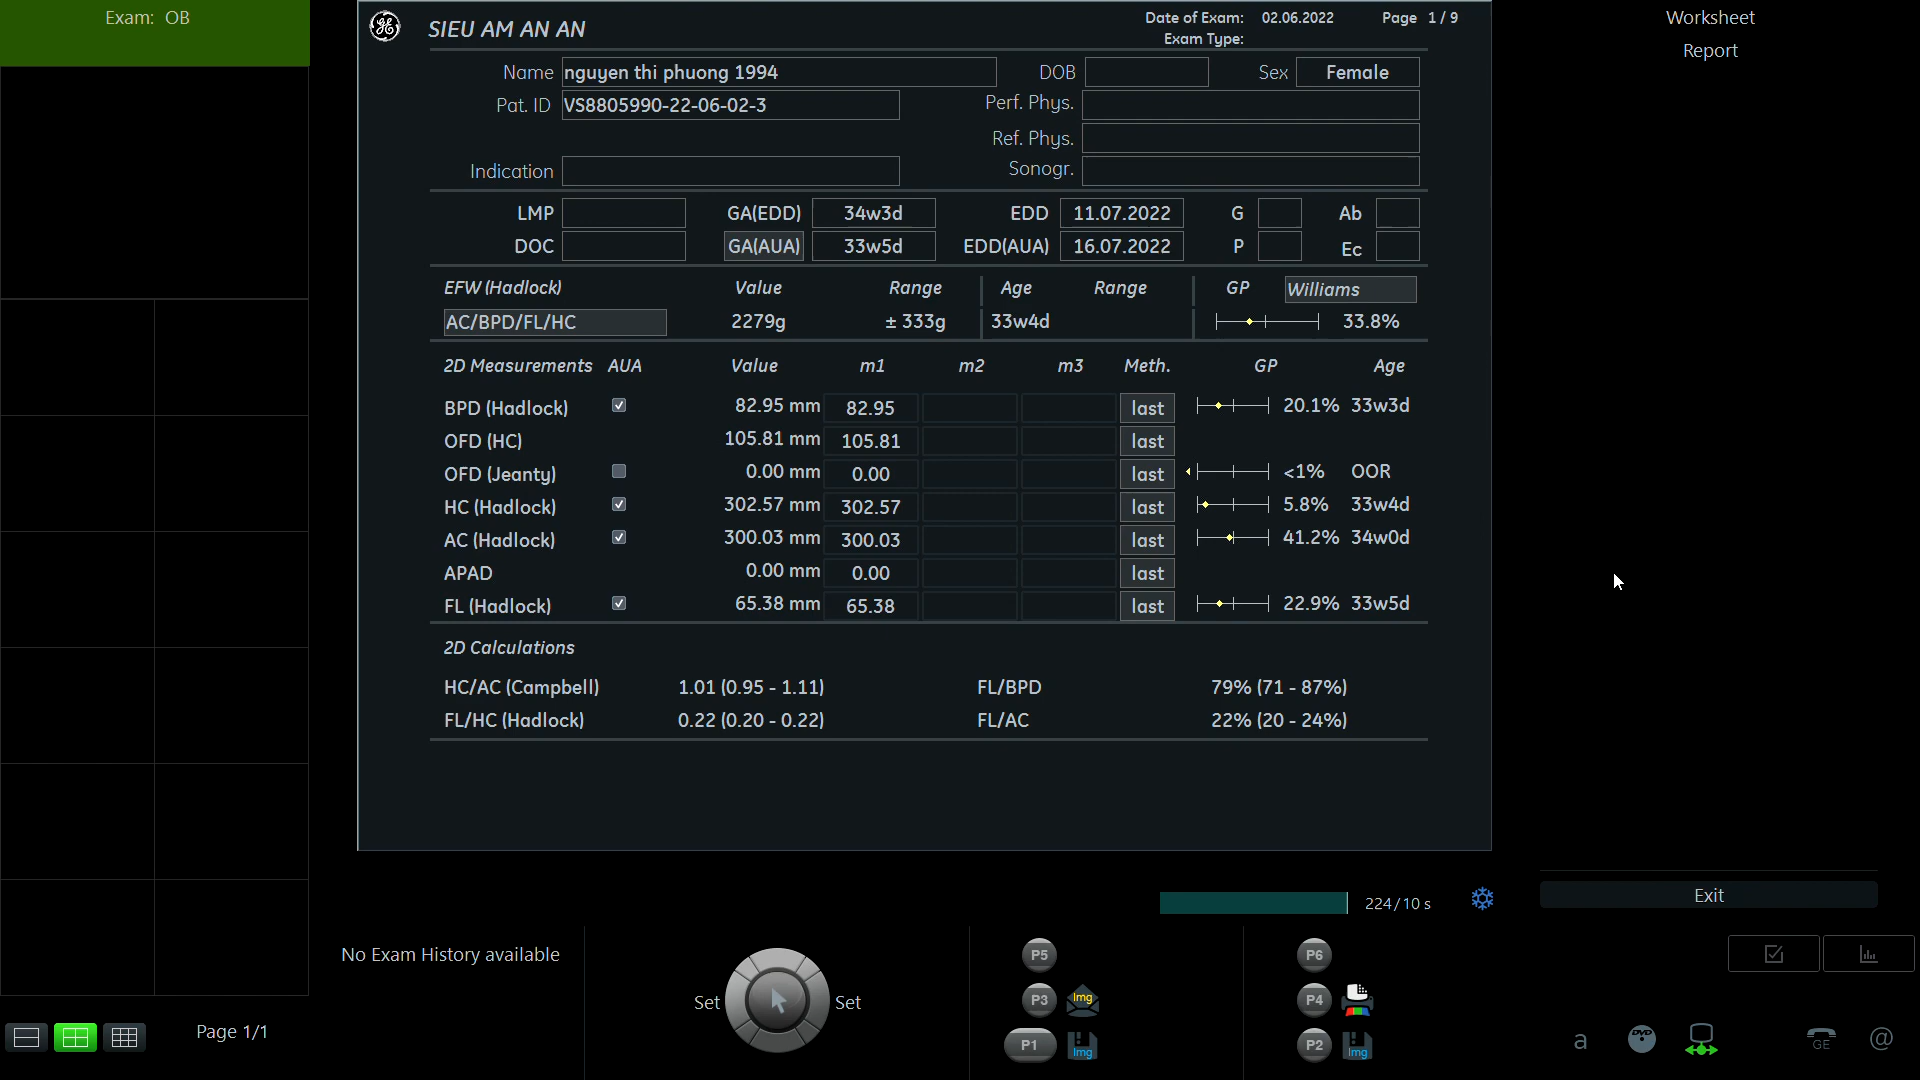 Exam: OB
SIEU AM AN AN
Date of Exam: 02.06.2022 Page 1 / 9
Exam Type:
Name nguyen thi phuong 1994 DOB Sex Female
Pat. ID VS8805990-22-06-02-3 Perf. Phys.
Ref. Phys.
Indication Sonogr.
LMP GA(EDD) 34w3d EDD 11.07.2022 G Ab
DOC GA(AUA) 33w5d EDD(AUA) 16.07.2022 P Ec
EFW (Hadlock) Value Range Age Range GP Williams
AC/BPD/FL/HC 2279g ± 333g 33w4d 33.8%
2D Measurements AUA Value m1 m2 m3 Meth. GP Age
BPD (Hadlock) 82.95 mm 82.95 last 20.1% 33w3d
OFD (HC) 105.81 mm 105.81 last
OFD (Jeanty) 0.00 mm 0.00 last <1% OOR
HC (Hadlock) 302.57 mm 302.57 last 5.8% 33w4d
AC (Hadlock) 300.03 mm 300.03 last 41.2% 34w0d
APAD 0.00 mm 0.00 last
FL (Hadlock) 65.38 mm 65.38 last 22.9% 33w5d
2D Calculations
HC/AC (Campbell) 1.01 (0.95 - 1.11) FL/BPD 79% (71 - 87%)
FL/HC (Hadlock) 0.22 (0.20 - 0.22) FL/AC 22% (20 - 24%)
Worksheet
Report
224/10 s
Exit
No Exam History available
Set Set
P5
P3 Img
P1 Img
P6
P4
P2 Img
Page 1/1
a DVD GE @